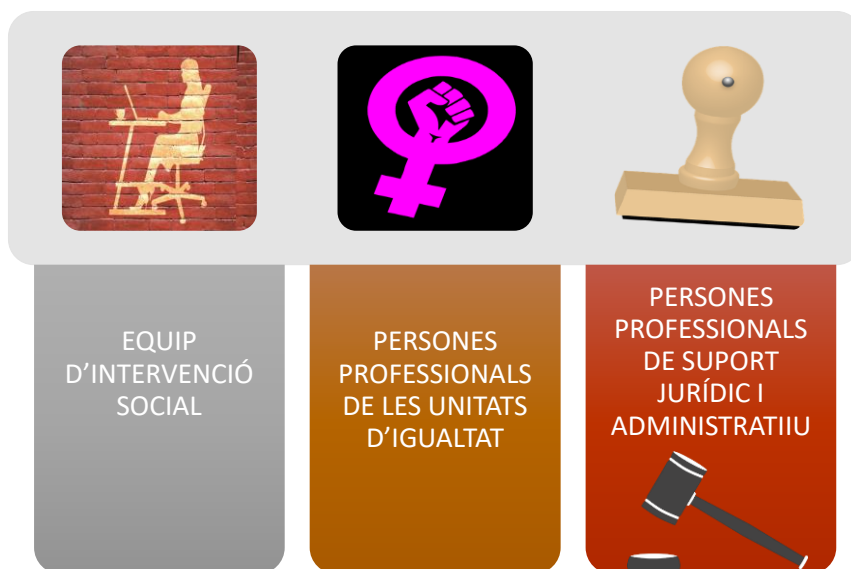 EQUIP
D’INTERVENCIÓ
SOCIAL
PERSONES
PROFESSIONALS
DE LES UNITATS
D’IGUALTAT
PERSONES
PROFESSIONALS
DE SUPORT
JURÍDIC I
ADMINISTRATIIU